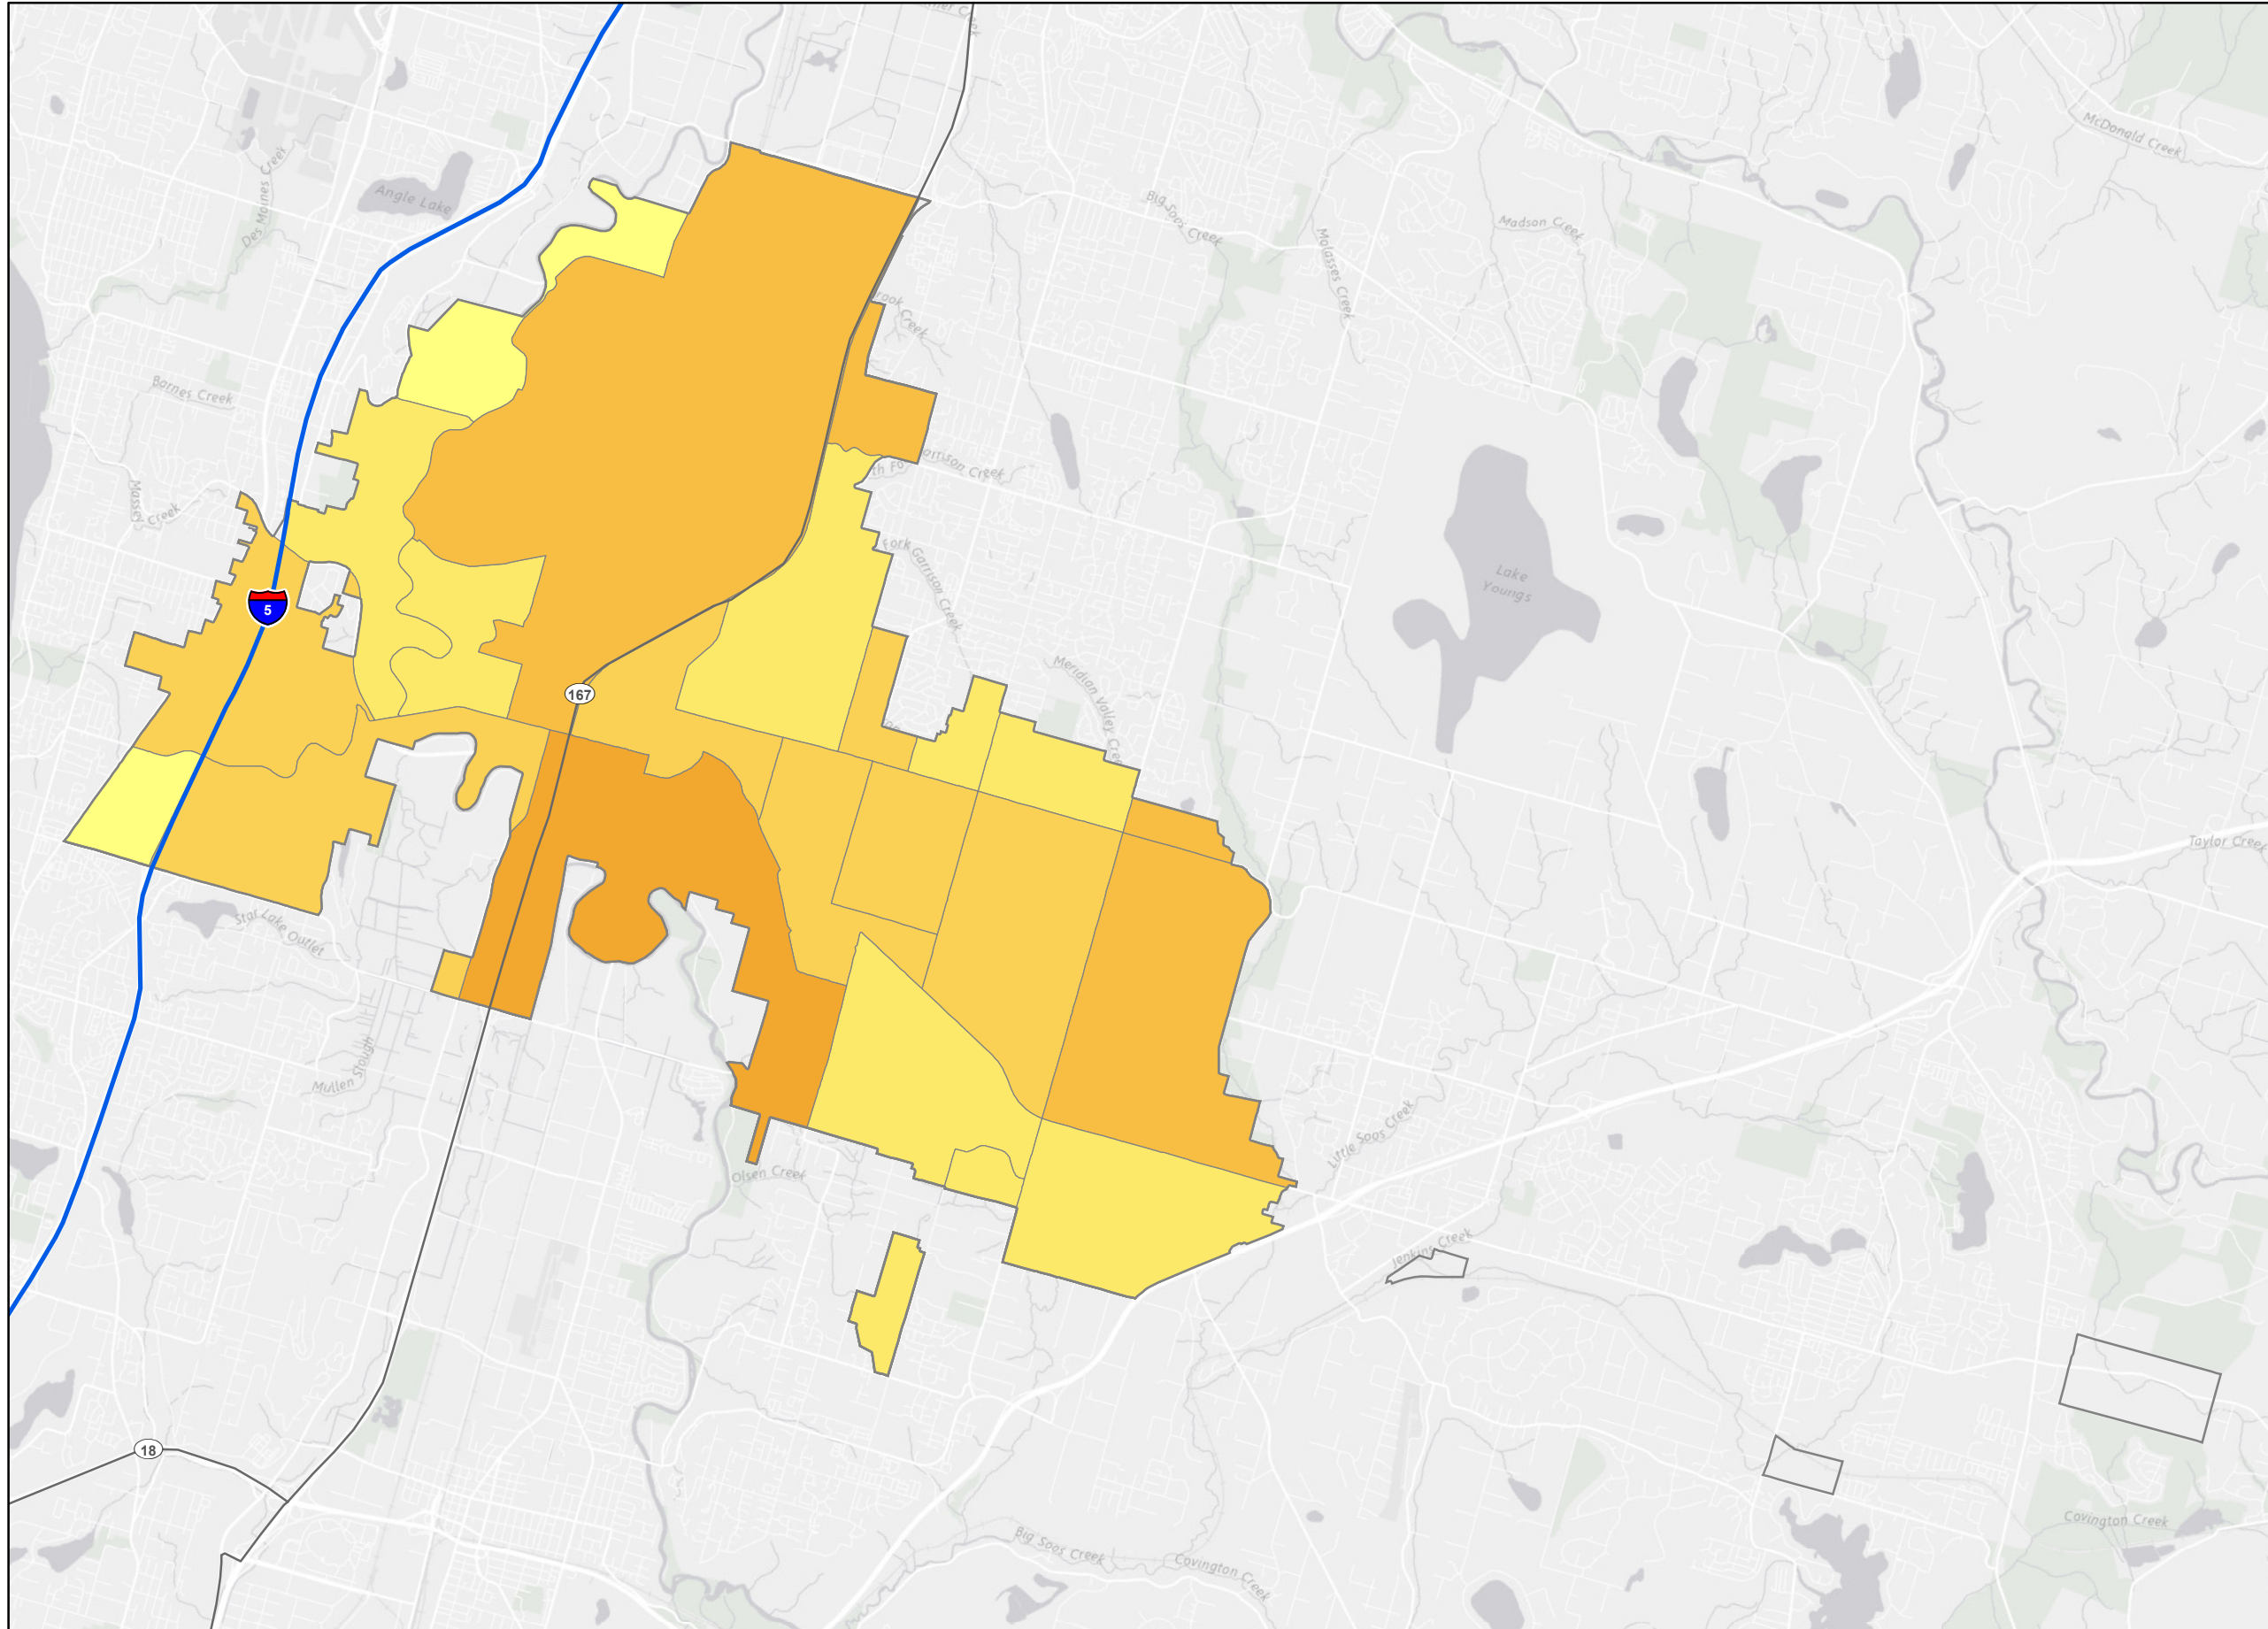 Angle Lake
Des Moines Creek
McDonald Creek
Big Soos Creek
Molasses Creek
Madson Creek
Barnes Creek
Massey
Creek
Creek
Garrison Creek
Fork Garrison Creek
Lake
Youngs
5
Meridian Valley
167
Taylor Creek
Star Lake Outlet
Mullen Slough
Little Soos Creek
Olsen Creek
Jenkins Creek
18
Big Soos Creek
Covington Creek
Covington Creek